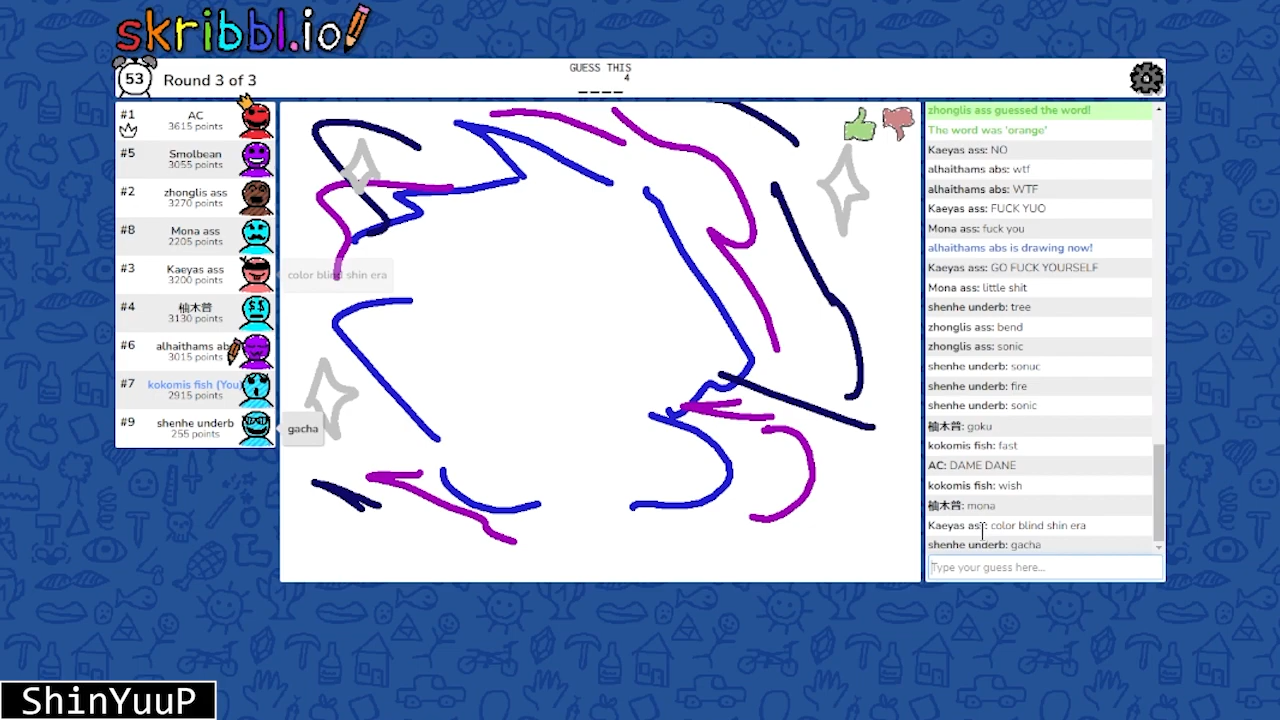 skribbl.io
53
Round 3 of 3
GUESS THIS
____ 4
#1 AC
3615 points
#5 Smolbean
3055 points
#2 zhonglis ass
3270 points
#8 Mona ass
2205 points
#3 Kaeyas ass
3200 points
#4 柚木普
3130 points
#6 alhaithams ab
3015 points
#7 kokomis fish (You)
2915 points
#9 shenhe underb
255 points
color blind shin era
gacha
zhonglis ass guessed the word!
The word was 'orange'
Kaeyas ass: NO
alhaithams abs: wtf
alhaithams abs: WTF
Kaeyas ass: FUCK YUO
Mona ass: fuck you
alhaithams abs is drawing now!
Kaeyas ass: GO FUCK YOURSELF
Mona ass: little shit
shenhe underb: tree
zhonglis ass: bend
zhonglis ass: sonic
shenhe underb: sonuc
shenhe underb: fire
shenhe underb: sonic
柚木普: goku
kokomis fish: fast
AC: DAME DANE
kokomis fish: wish
柚木普: mona
Kaeyas ass: color blind shin era
shenhe underb: gacha
Type your guess here...
ShinYuuP